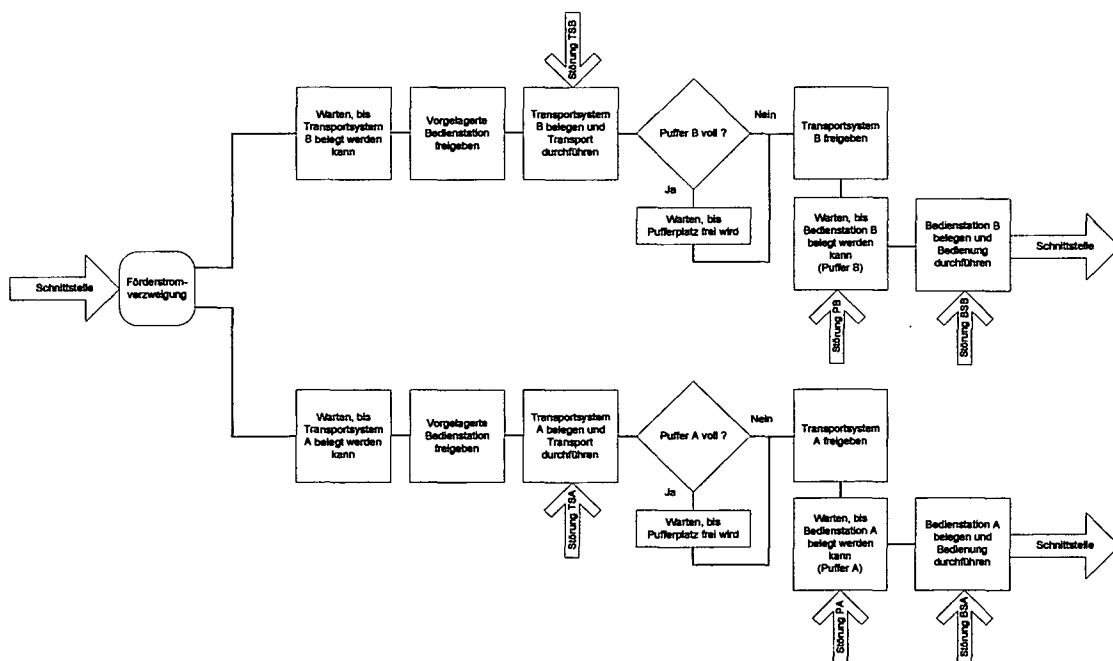 Störung TSB
Warten, bis
Transportsystem
B belegt werden
kann
Vorgelagerte
Bedienstation
freigeben
Transportsystem
B belegen und
Transport
durchführen
Puffer B voll ?
Nein
Transportsystem
B freigeben
Ja
Warten, bis
Pufferplatz frei wird
Warten, bis
Bedienstation B
belegt werden
kann
(Puffer B)
Bedienstation B
belegen und
Bedienung
durchführen
Schnittstelle
Störung PB
Störung BSB
Schnittstelle
Förderstrom-
verzweigung
Warten, bis
Transportsystem
A belegt werden
kann
Vorgelagerte
Bedienstation
freigeben
Transportsystem
A belegen und
Transport
durchführen
Puffer A voll ?
Nein
Transportsystem
A freigeben
Störung TSA
Ja
Warten, bis
Pufferplatz frei wird
Warten, bis
Bedienstation A
belegt werden
kann
(Puffer A)
Bedienstation A
belegen und
Bedienung
durchführen
Schnittstelle
Störung PA
Störung BSA